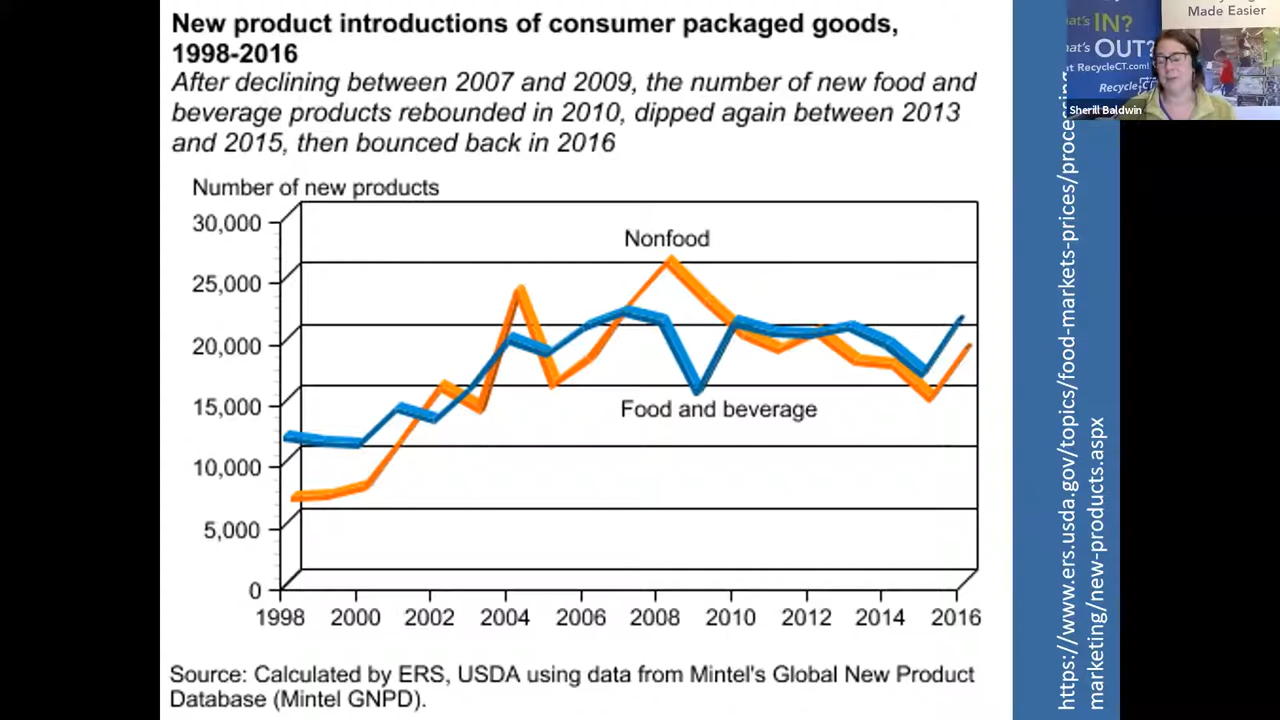 New product introductions of consumer packaged goods,
1998-2016
After declining between 2007 and 2009, the number of new food and
beverage products rebounded in 2010, dipped again between 2013
and 2015, then bounced back in 2016
Number of new products
30,000
25,000
20,000
15,000
10,000
5,000
0
Nonfood
Food and beverage
1998 2000 2002 2004 2006 2008 2010 2012 2014 2016
Source: Calculated by ERS, USDA using data from Mintel's Global New Product
Database (Mintel GNPD).
https://www.ers.usda.gov/topics/food-markets-prices/processing
marketing/new-products.aspx
IN?
OUT?
RecycleCT.com!
Made Easier
Sherill Baldwin